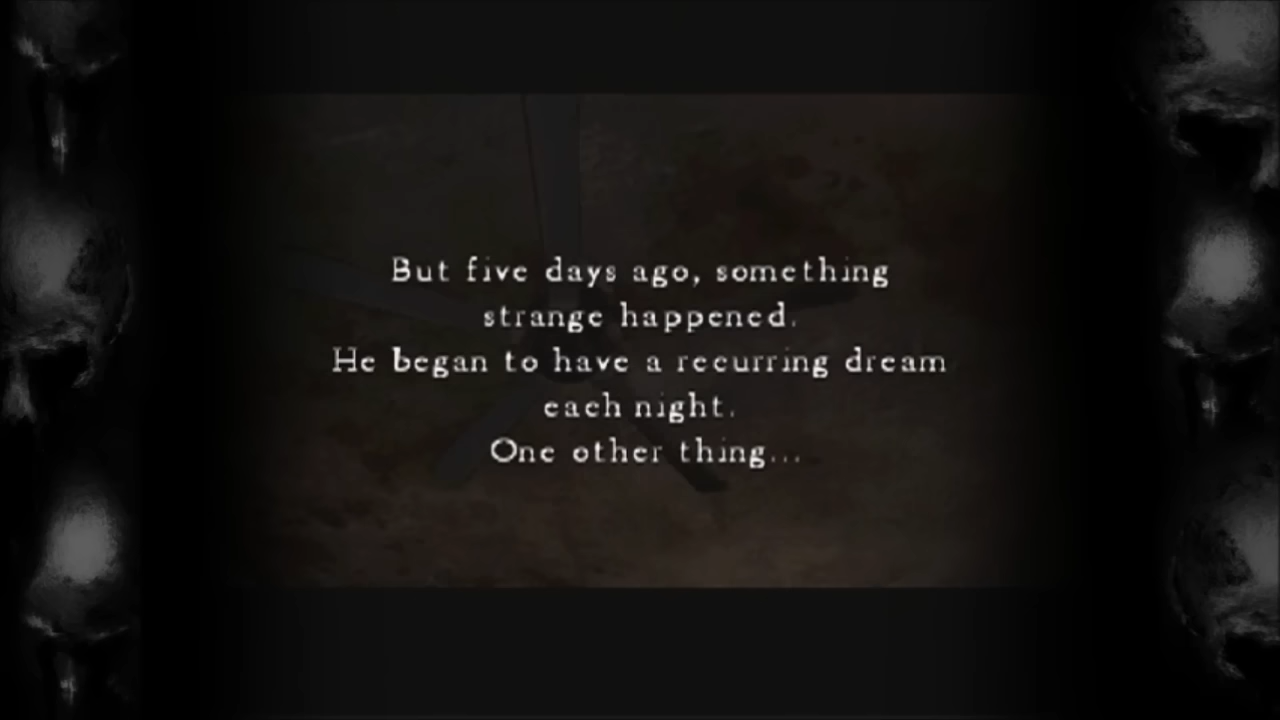 But five days ago, something
strange happened.
He began to have a recurring dream
each night.
One other thing...